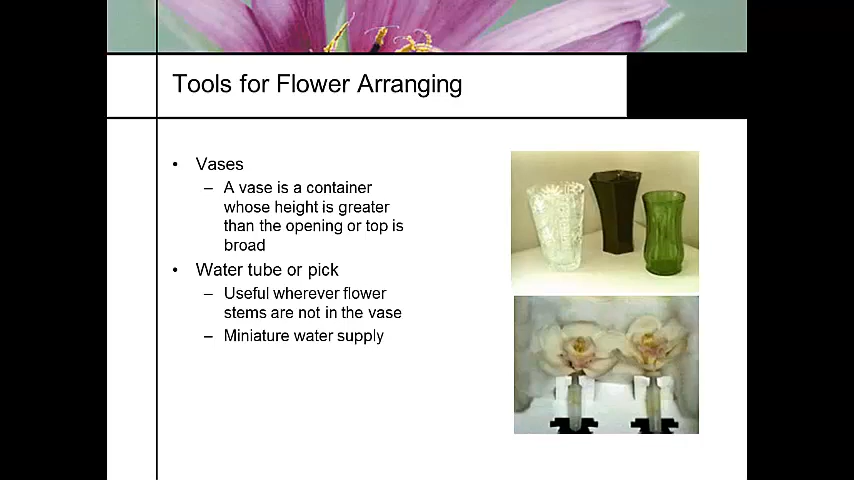 Tools for Flower Arranging
• Vases
– A vase is a container
whose height is greater
than the opening or top is
broad
• Water tube or pick
– Useful wherever flower
stems are not in the vase
– Miniature water supply